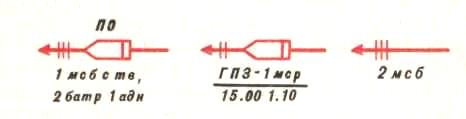 ПО
1 мсб с тв,
2 батр 1 адн
ГПЗ-1 мср
15.00 1.10
2 мсб